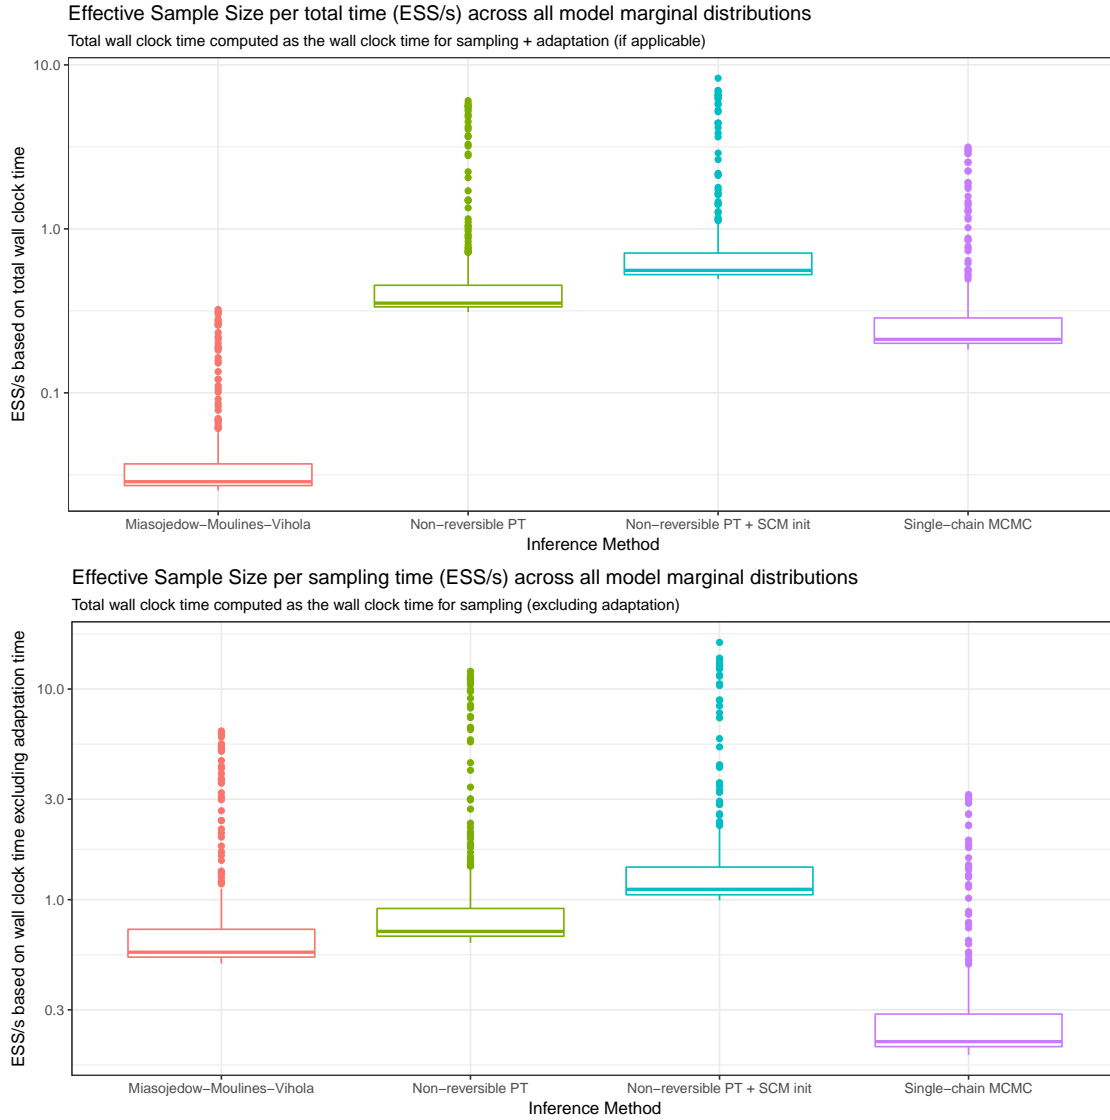 Effective Sample Size per total time (ESS/s) across all model marginal distributions
Total wall clock time computed as the wall clock time for sampling + adaptation (if applicable)
ESS/s based on total wall clock time
10.0
1.0
0.1
Miasojedow−Moulines−Vihola
Non−reversible PT
Non−reversible PT + SCM init
Single−chain MCMC
Inference Method
Effective Sample Size per sampling time (ESS/s) across all model marginal distributions
Total wall clock time computed as the wall clock time for sampling (excluding adaptation)
ESS/s based on wall clock time excluding adaptation time
10.0
3.0
1.0
0.3
Miasojedow−Moulines−Vihola
Non−reversible PT
Non−reversible PT + SCM init
Single−chain MCMC
Inference Method